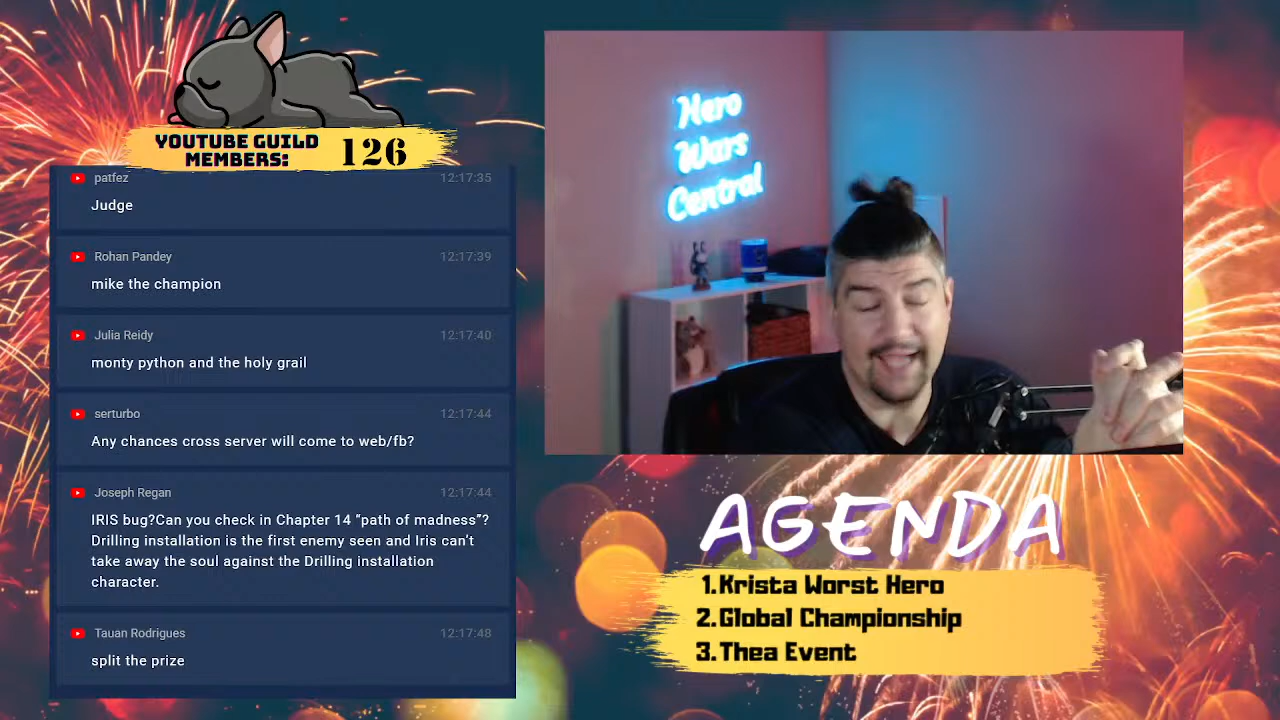 YOUTUBE GUILD
MEMBERS:
126
patfez 12:17:35
Judge
Rohan Pandey 12:17:39
mike the champion
Julia Reidy 12:17:40
monty python and the holy grail
serturbo 12:17:44
Any chances cross server will come to web/fb?
Joseph Regan 12:17:44
IRIS bug?Can you check in Chapter 14 “path of madness”?
Drilling installation is the first enemy seen and Iris can't
take away the soul against the Drilling installation
character.
Tauan Rodrigues 12:17:48
split the prize
Hero
Wars
Central
AGENDA
1.Krista Worst Hero
2.Global Championship
3.Thea Event